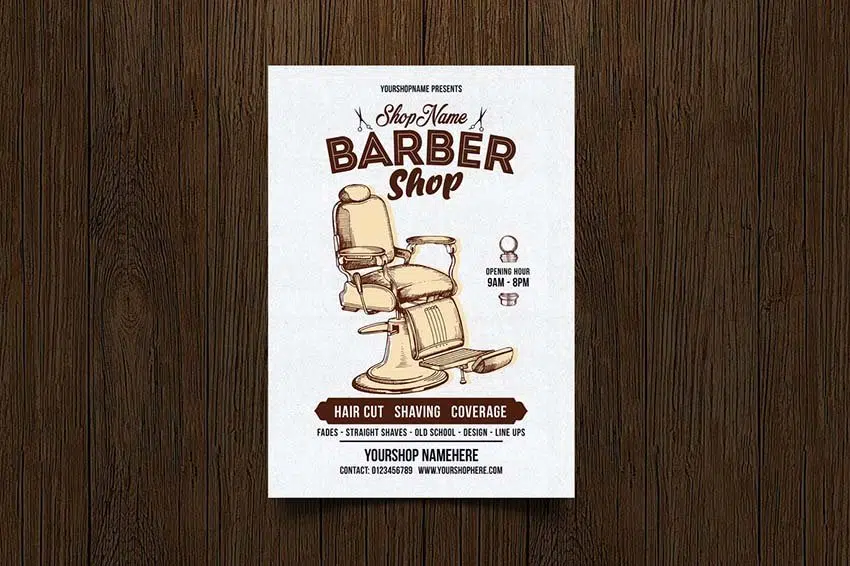 YOURSHOPNAME PRESENTS
Shop Name
BARBER
Shop
OPENING HOUR
9AM - 8PM
HAIR CUT SHAVING COVERAGE
FADES - STRAIGHT SHAVES - OLD SCHOOL - DESIGN - LINE UPS
YOURSHOP NAMEHERE
CONTACT: 0123456789 WWW.YOURSHOPHERE.COM